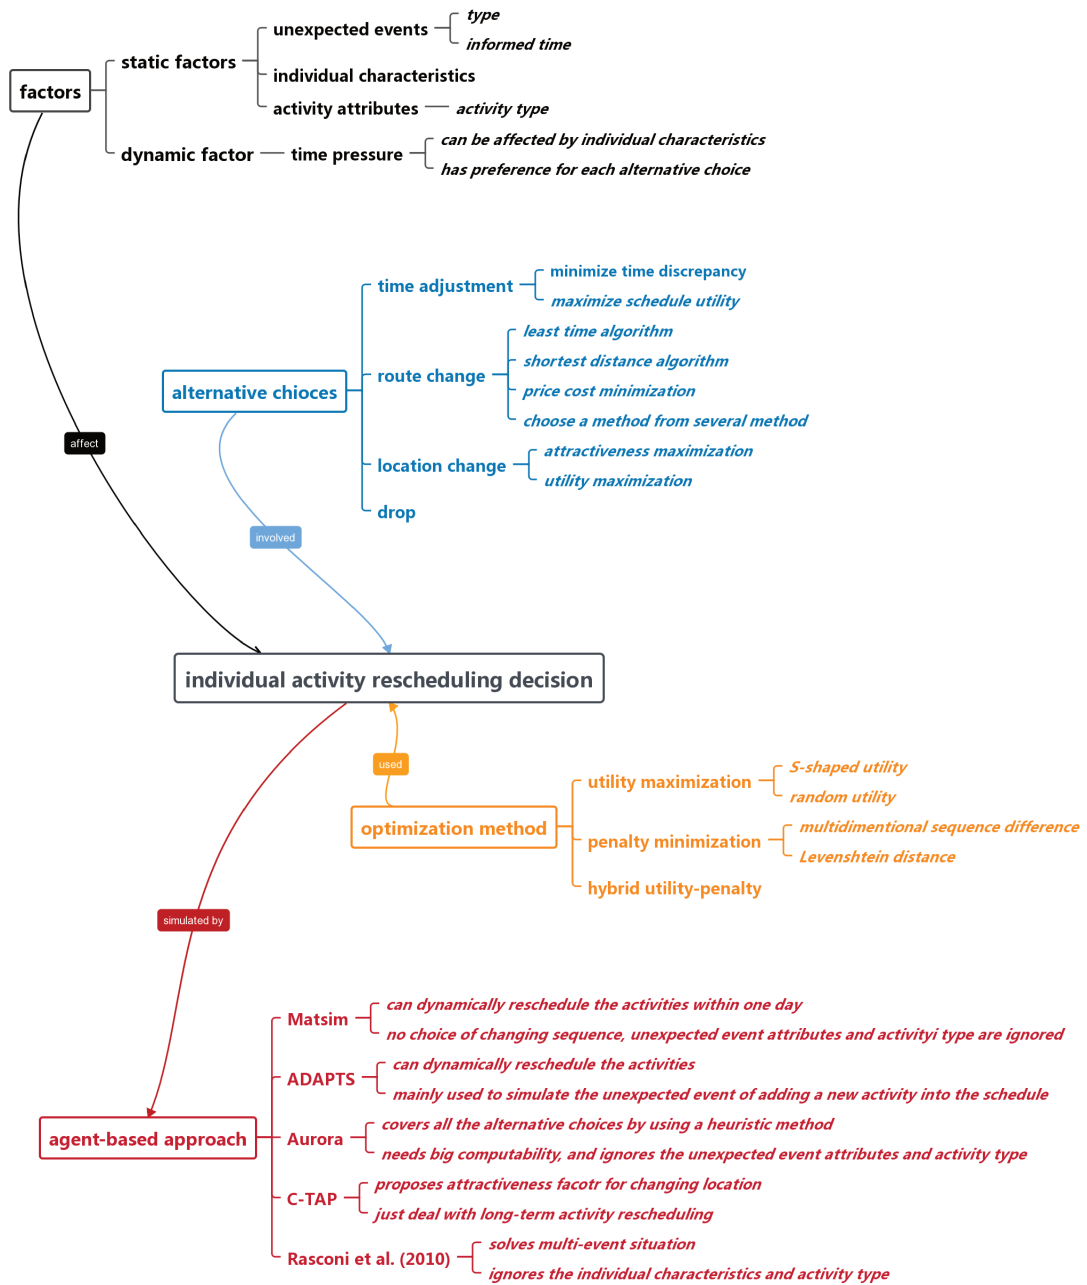 factors
static factors
unexpected events
type
informed time
individual characteristics
activity attributes
activity type
dynamic factor
time pressure
can be affected by individual characteristics
has preference for each alternative choice
affect
alternative chioces
time adjustment
minimize time discrepancy
maximize schedule utility
route change
least time algorithm
shortest distance algorithm
price cost minimization
choose a method from several method
location change
attractiveness maximization
utility maximization
drop
involved
individual activity rescheduling decision
used
optimization method
utility maximization
S-shaped utility
random utility
penalty minimization
multidimentional sequence difference
Levenshtein distance
hybrid utility-penalty
simulated by
agent-based approach
Matsim
can dynamically reschedule the activities within one day
no choice of changing sequence, unexpected event attributes and activityi type are ignored
ADAPTS
can dynamically reschedule the activities
mainly used to simulate the unexpected event of adding a new activity into the schedule
Aurora
covers all the alternative choices by using a heuristic method
needs big computability, and ignores the unexpected event attributes and activity type
C-TAP
proposes attractiveness facotr for changing location
just deal with long-term activity rescheduling
Rasconi et al. (2010)
solves multi-event situation
ignores the individual characteristics and activity type